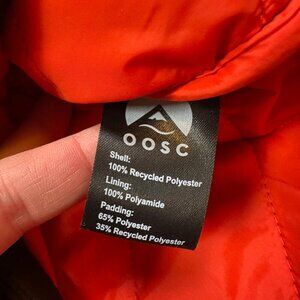 OOSC
Shell:
100% Recycled Polyester
Lining:
100% Polyamide
Padding:
65% Polyester
35% Recycled Polyester